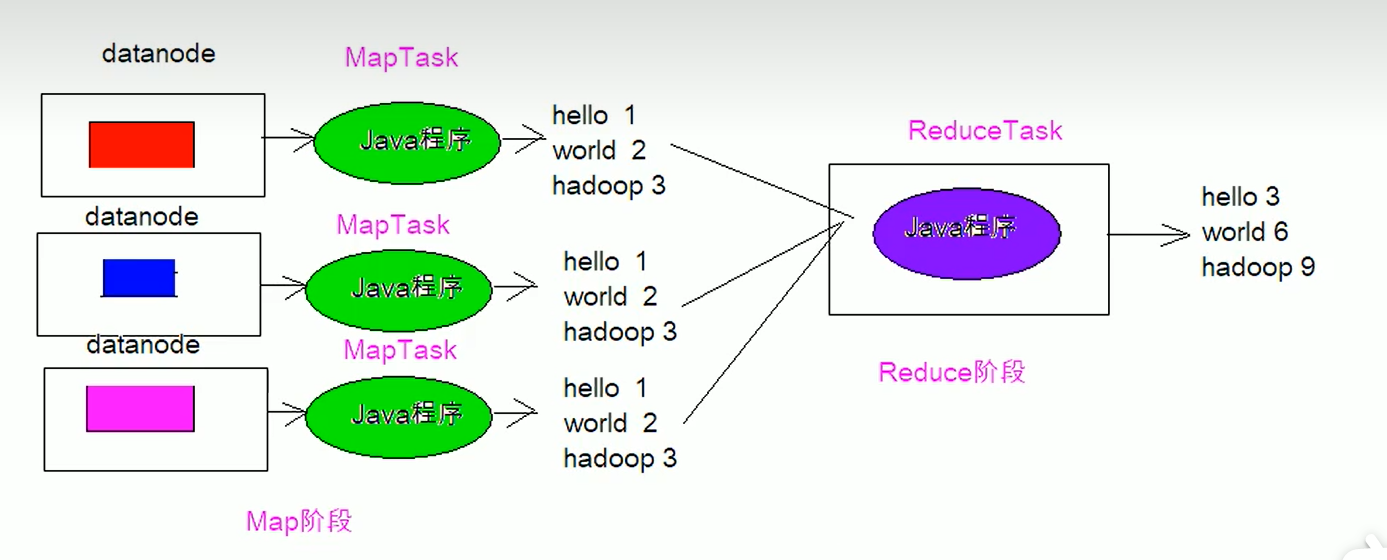 datanode
MapTask
Java程序
hello 1
world 2
hadoop 3
datanode
MapTask
Java程序
hello 1
world 2
hadoop 3
datanode
MapTask
Java程序
hello 1
world 2
hadoop 3
Map阶段
ReduceTask
Java程序
Reduce阶段
hello 3
world 6
hadoop 9